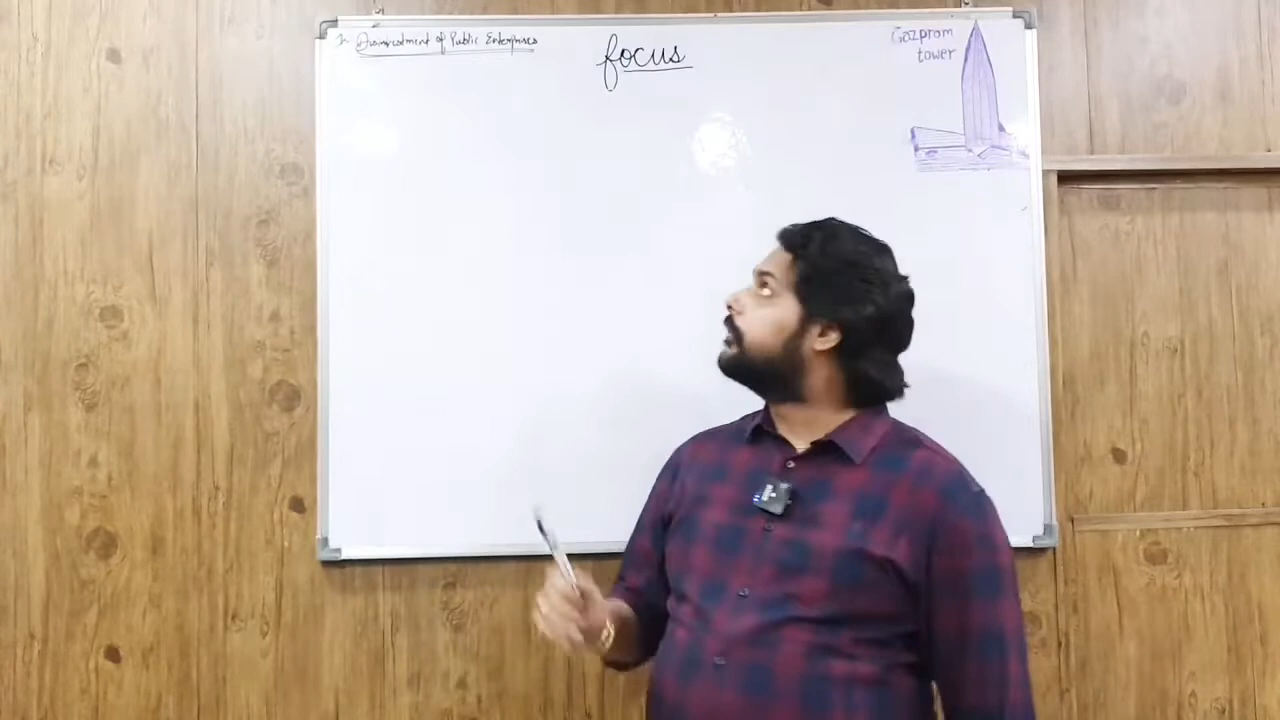 Disinvestment of Public Enterprises
focus
Gazprom
tower